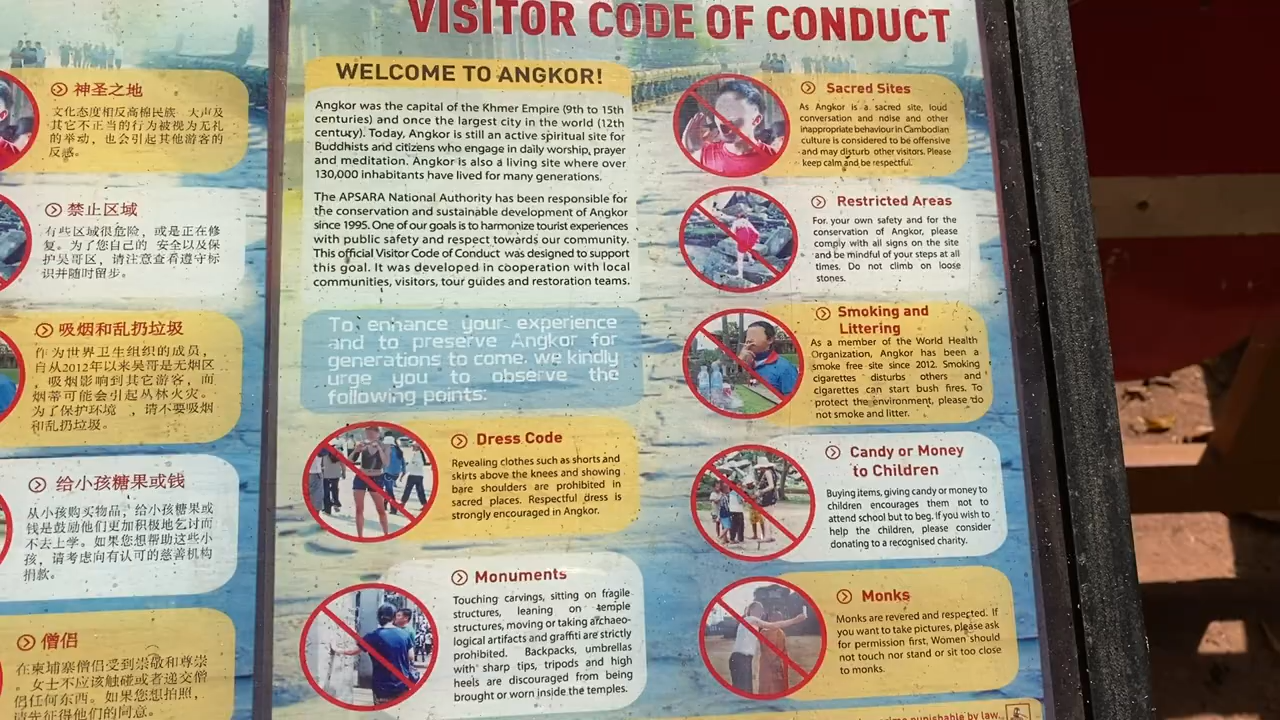 神圣之地
文化态度相反高棉民族 大声及
其它不正当的行为被视为无礼
的举动，也会引起其他游客的
反感。
禁止区域
有些区域很危险，或是正在修
复。为了您自己的 安全以及保
护吴哥区，请注意查看遵守标
识并随时留步。
吸烟和乱扔垃圾
作为世界卫生组织的成员，
自从2012年以来吴哥是无烟区
，吸烟影响到其它游客，而
烟蒂可能会引起丛林火灾。
为了保护环境 ，请不要吸烟
和乱扔垃圾。
给小孩糖果或钱
从小孩购买物品，给小孩糖果或
钱是鼓励他们更加积极地乞讨而
不去上学。如果您想帮助这些小
孩，请考虑向有认可的慈善机构
捐款。
僧侣
在柬埔寨僧侣受到崇敬和尊崇
。女士不应该触碰或者递交僧
侣任何东西。如果您想拍照，
请先征得他们的同意。
VISITOR CODE OF CONDUCT
WELCOME TO ANGKOR!
Angkor was the capital of the Khmer Empire (9th to 15th
centuries) and once the largest city in the world (12th
century). Today, Angkor is still an active spiritual site for
Buddhists and citizens who engage in daily worship, prayer
and meditation. Angkor is also a living site where over
130,000 inhabitants have lived for many generations.
The APSARA National Authority has been responsible for
the conservation and sustainable development of Angkor
since 1995. One of our goals is to harmonize tourist experiences
with public safety and respect towards our community.
This official Visitor Code of Conduct was designed to support
this goal. It was developed in cooperation with local
communities, visitors, tour guides and restoration teams.
To enhance your experience
and to preserve Angkor for
generations to come, we kindly
urge you to observe the
following points:
Dress Code
Revealing clothes such as shorts and
skirts above the knees and showing
bare shoulders are prohibited in
sacred places. Respectful dress is
strongly encouraged in Angkor.
Monuments
Touching carvings, sitting on fragile
structures, leaning on temple
structures, moving or taking archaeo-
logical artifacts and graffiti are strictly
prohibited. Backpacks, umbrellas
with sharp tips, tripods and high
heels are discouraged from being
brought or worn inside the temples.
Sacred Sites
As Angkor is a sacred site, loud
conversation and noise and other
inappropriate behaviour in Cambodian
culture is considered to be offensive
and may disturb other visitors. Please
keep calm and be respectful.
Restricted Areas
For your own safety and for the
conservation of Angkor, please
comply with all signs on the site
and be mindful of your steps at all
times. Do not climb on loose
stones.
Smoking and
Littering
As a member of the World Health
Organization, Angkor has been a
smoke free site since 2012. Smoking
cigarettes disturbs others and
cigarettes can start bush fires. To
protect the environment, please do
not smoke and litter.
Candy or Money
to Children
Buying items, giving candy or money to
children encourages them not to
attend school but to beg. If you wish to
help the children, please consider
donating to a recognised charity.
Monks
Monks are revered and respected. If
you want to take pictures, please ask
for permission first. Women should
not touch nor stand or sit too close
to monks.
punishable by law.